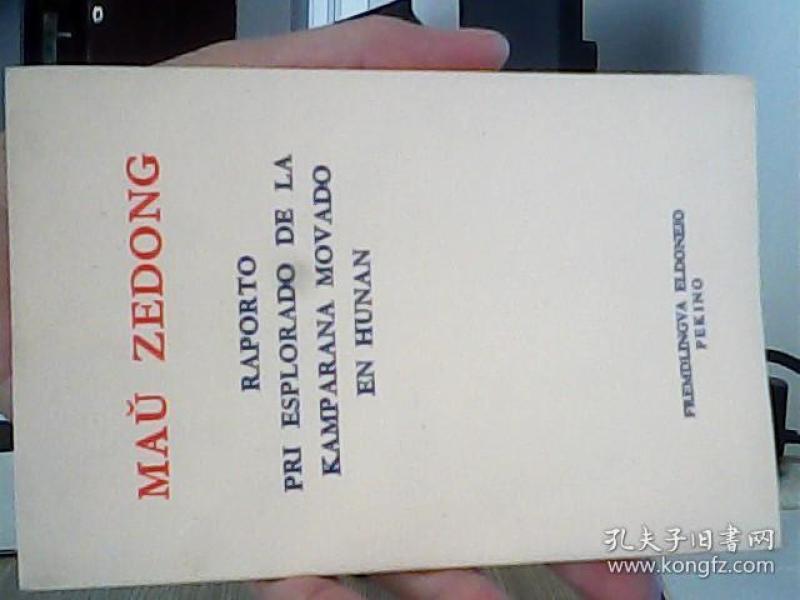 MAŬ ZEDONG
RAPORTO
PRI ESPLORADO DE LA
KAMPARANA MOVADO
EN HUNAN
FREMDLINGVA ELDONEJO
PEKINO
孔夫子旧书网
www.kongfz.com